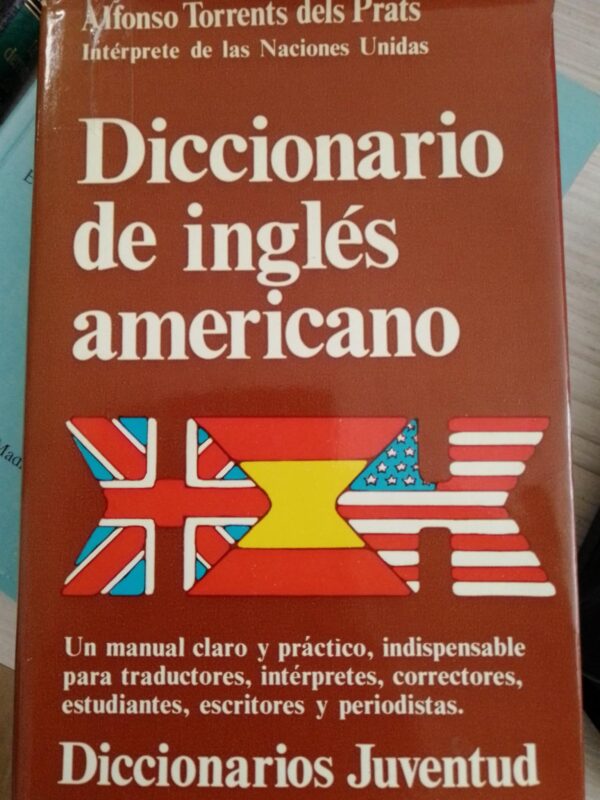 Alfonso Torrents dels Prats
Intérprete de las Naciones Unidas
Diccionario
de inglés
americano
Un manual claro y práctico, indispensable
para traductores, intérpretes, correctores,
estudiantes, escritores y periodistas.
Diccionarios Juventud